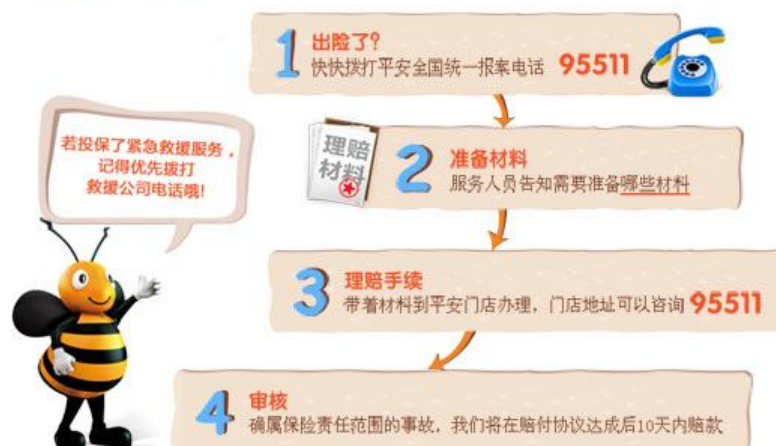 1
出险了?
快快拨打平安全国统一报案电话 95511
若投保了紧急救援服务,
记得优先拨打
救援公司电话哦!
理赔
材料
2
准备材料
服务人员告知需要准备哪些材料
3
理赔手续
带着材料到平安门店办理,门店地址可以咨询 95511
4
审核
确属保险责任范围的事故,我们将在赔付协议达成后10天内赔款